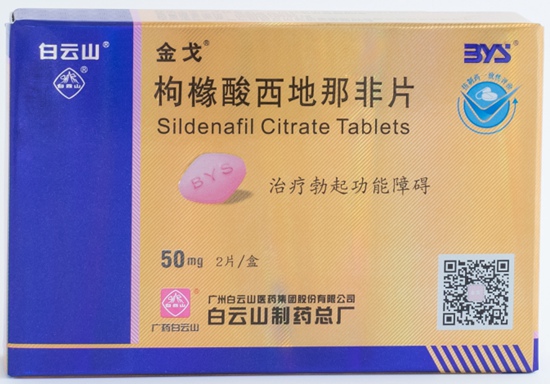 白云山®
金戈®
BYS®
枸橼酸西地那非片
Sildenafil Citrate Tablets
BYS
治疗勃起功能障碍
50mg 2片/盒
广药白云山
广州白云山医药集团股份有限公司
白云山制药总厂